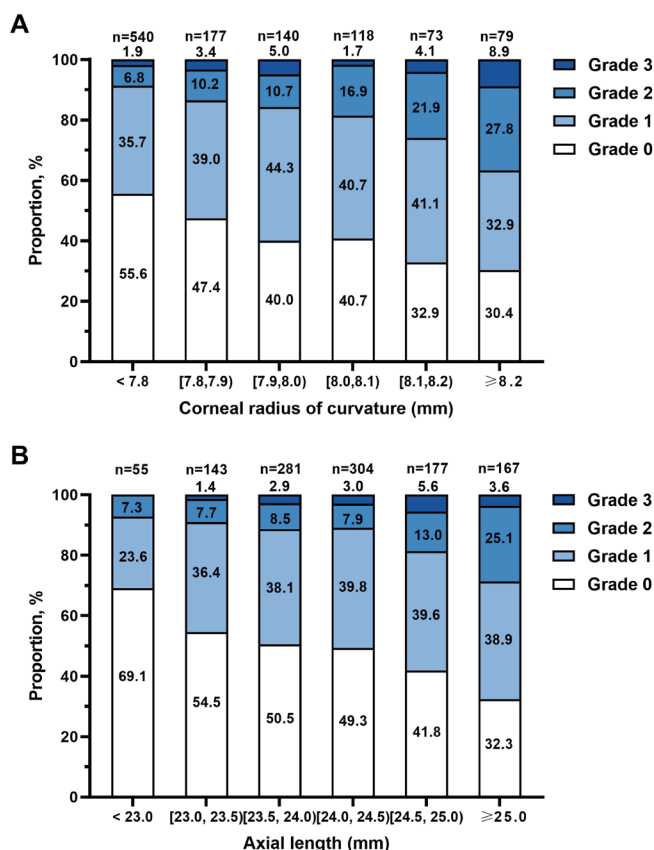 A
n=540 n=177 n=140 n=118 n=73 n=79
1.9 3.4 5.0 1.7 4.1 8.9
100
80
60
40
20
0
Proportion, %
6.8 10.2 10.7 16.9 21.9 27.8
35.7 39.0 44.3 40.7 41.1 32.9
55.6 47.4 40.0 40.7 32.9 30.4
Grade 3
Grade 2
Grade 1
Grade 0
< 7.8 [7.8,7.9) [7.9,8.0) [8.0,8.1) [8.1,8.2) ⩾8.2
Corneal radius of curvature (mm)
B
n=55 n=143 n=281 n=304 n=177 n=167
1.4 2.9 3.0 5.6 3.6
100
80
60
40
20
0
Proportion, %
7.3 7.7 8.5 7.9 13.0 25.1
23.6 36.4 38.1 39.8 39.6 38.9
69.1 54.5 50.5 49.3 41.8 32.3
Grade 3
Grade 2
Grade 1
Grade 0
< 23.0 [23.0, 23.5) [23.5, 24.0) [24.0, 24.5) [24.5, 25.0) ⩾25.0
Axial length (mm)